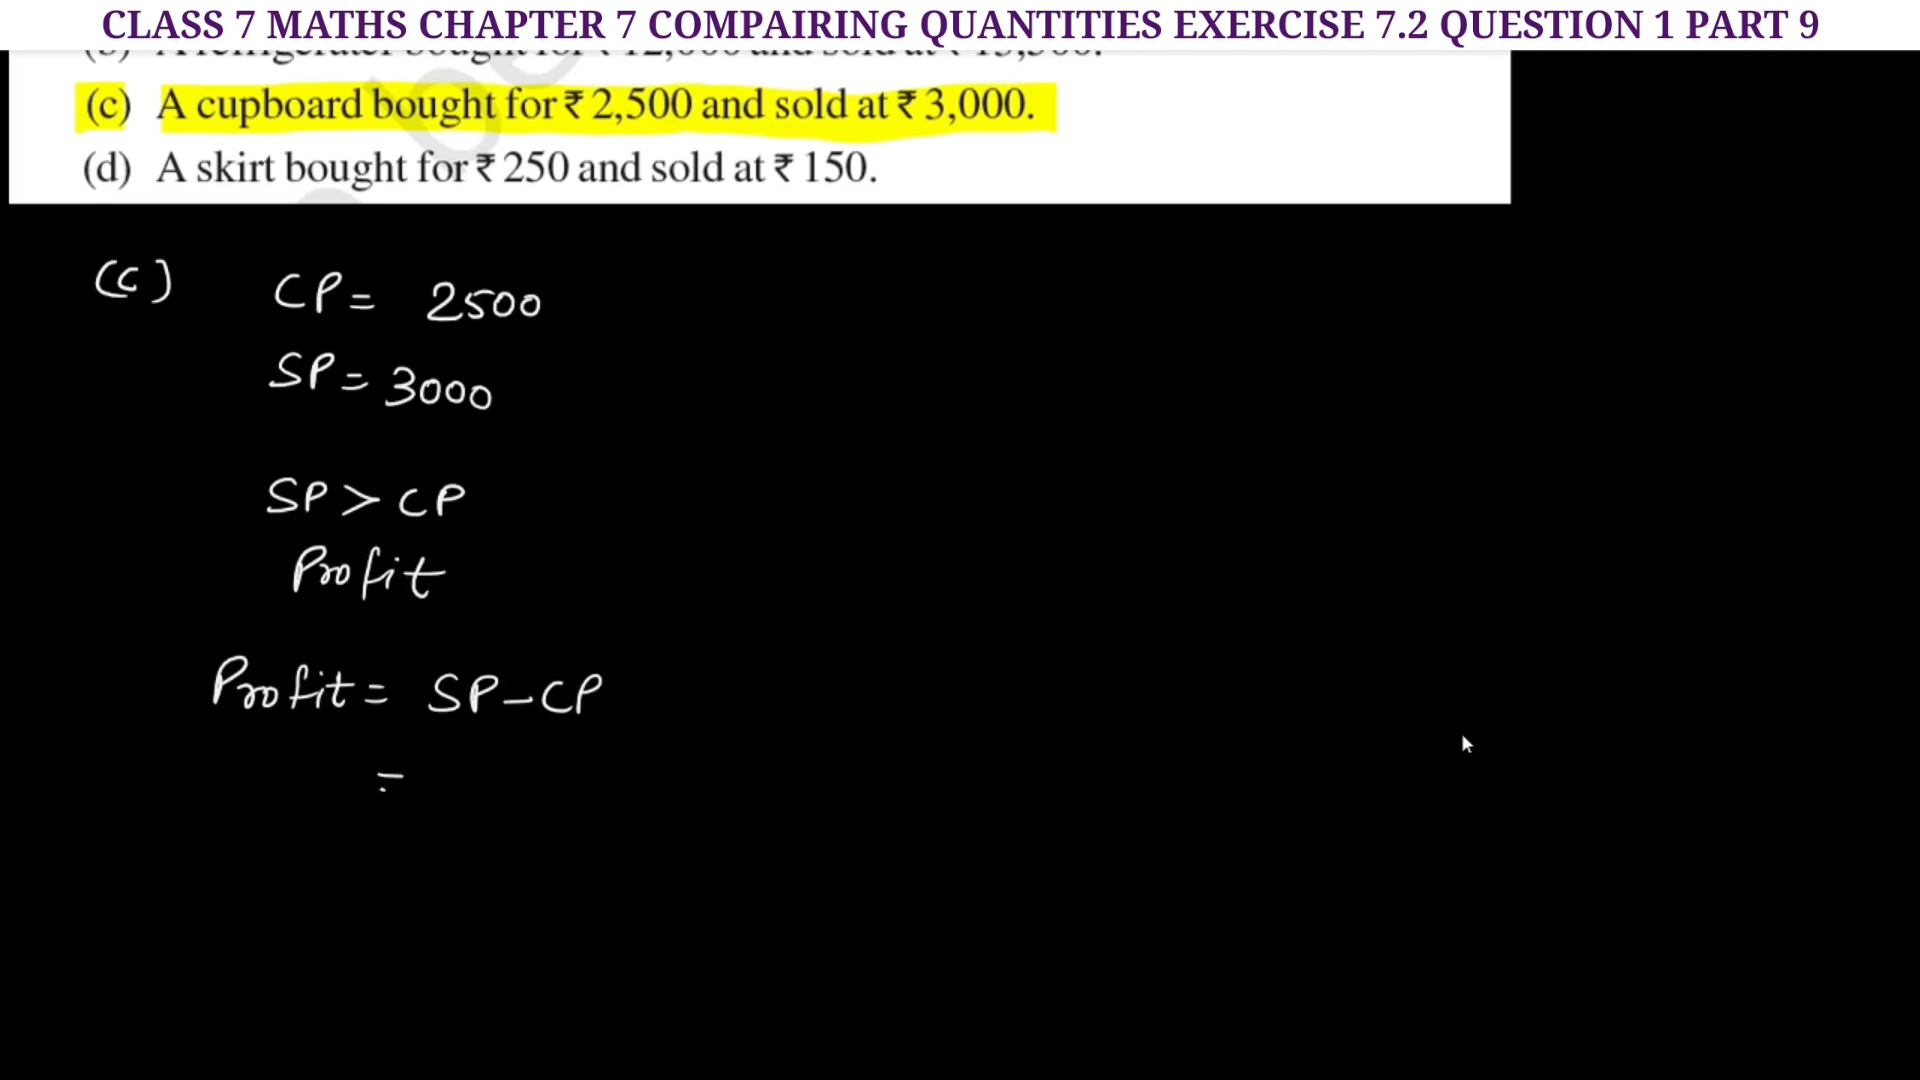 CLASS 7 MATHS CHAPTER 7 COMPAIRING QUANTITIES EXERCISE 7.2 QUESTION 1 PART 9
(c) A cupboard bought for ₹ 2,500 and sold at ₹ 3,000.
(d) A skirt bought for ₹ 250 and sold at ₹ 150.
(c) CP = 2500
SP = 3000
SP > CP
Profit
Profit = SP - CP
=